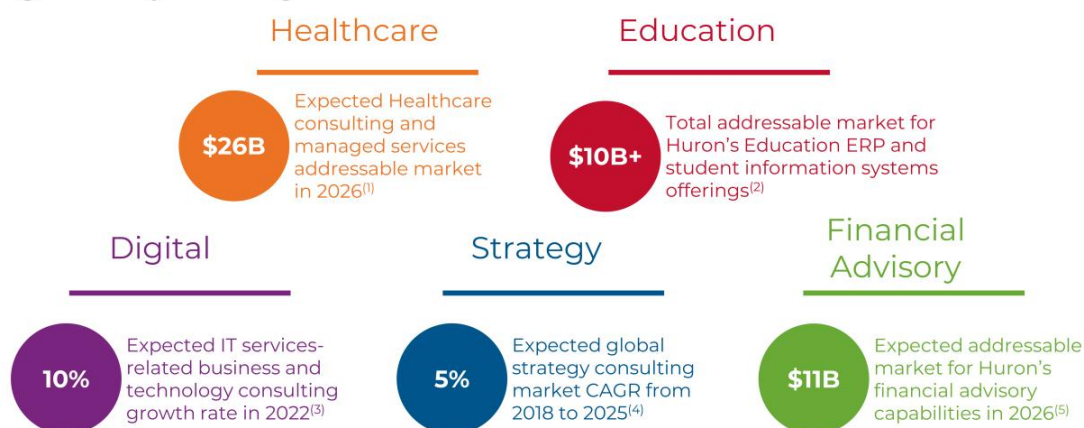 Healthcare
$26B
Expected Healthcare
consulting and
managed services
addressable market
in 2026(1)
Education
$10B+
Total addressable market for
Huron's Education ERP and
student information systems
offerings(2)
Digital
10%
Expected IT services-
related business and
technology consulting
growth rate in 2022(3)
Strategy
5%
Expected global
strategy consulting
market CAGR from
2018 to 2025(4)
Financial
Advisory
$11B
Expected addressable
market for Huron's
financial advisory
capabilities in 2026(5)